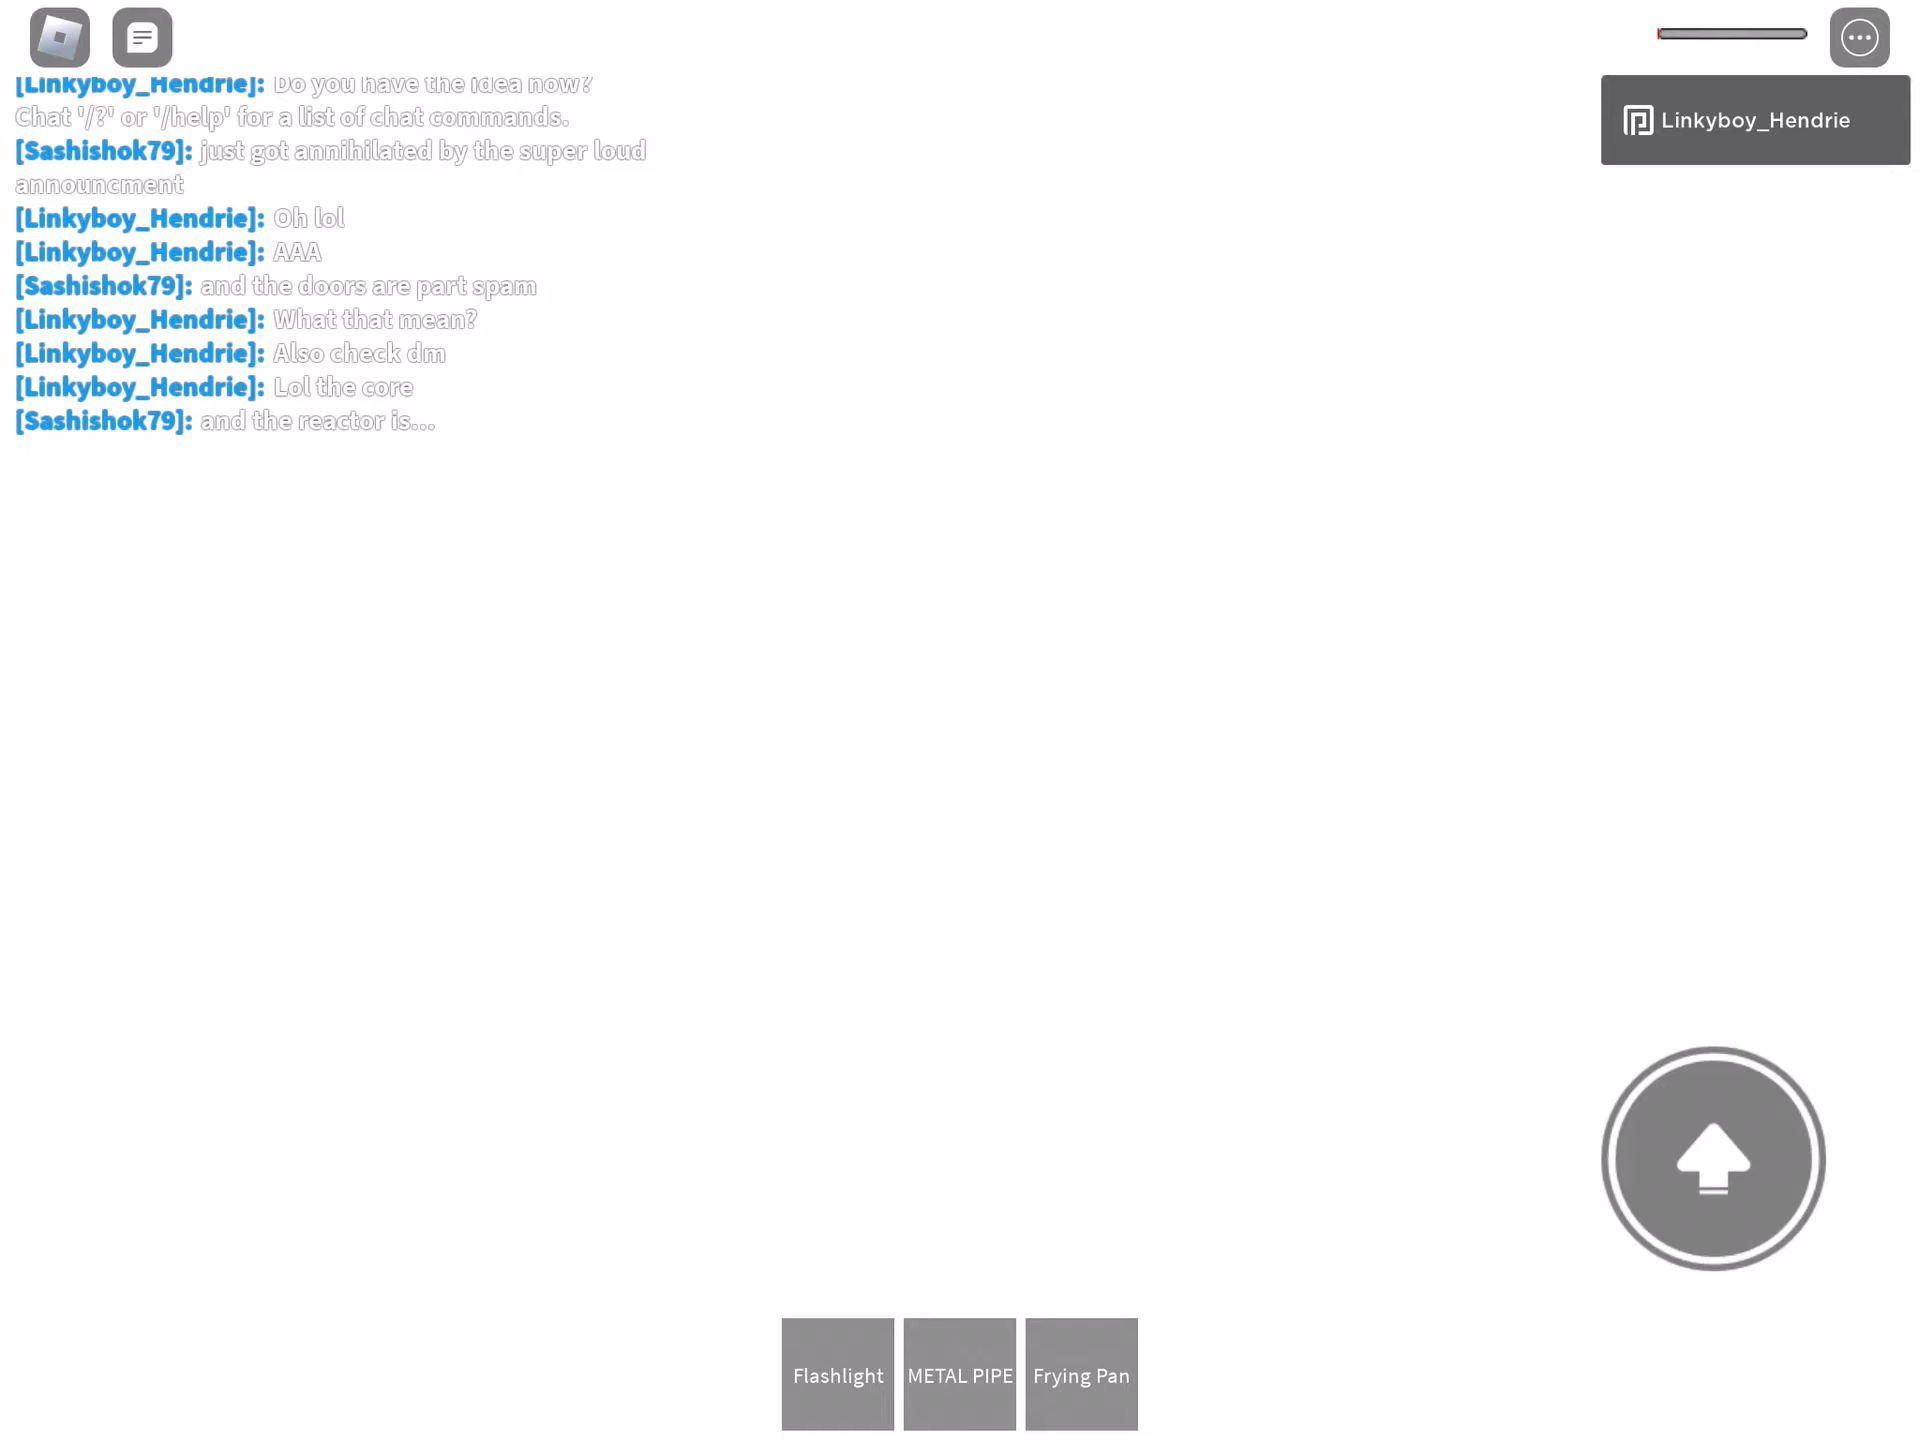 [Linkyboy_Hendrie]: Do you have the idea now?
Chat '/?' or '/help' for a list of chat commands.
[Sashishok79]: just got annihilated by the super loud
announcment
[Linkyboy_Hendrie]: Oh lol
[Linkyboy_Hendrie]: AAA
[Sashishok79]: and the doors are part spam
[Linkyboy_Hendrie]: What that mean?
[Linkyboy_Hendrie]: Also check dm
[Linkyboy_Hendrie]: Lol the core
[Sashishok79]: and the reactor is...
Linkyboy_Hendrie
Flashlight
METAL PIPE
Frying Pan